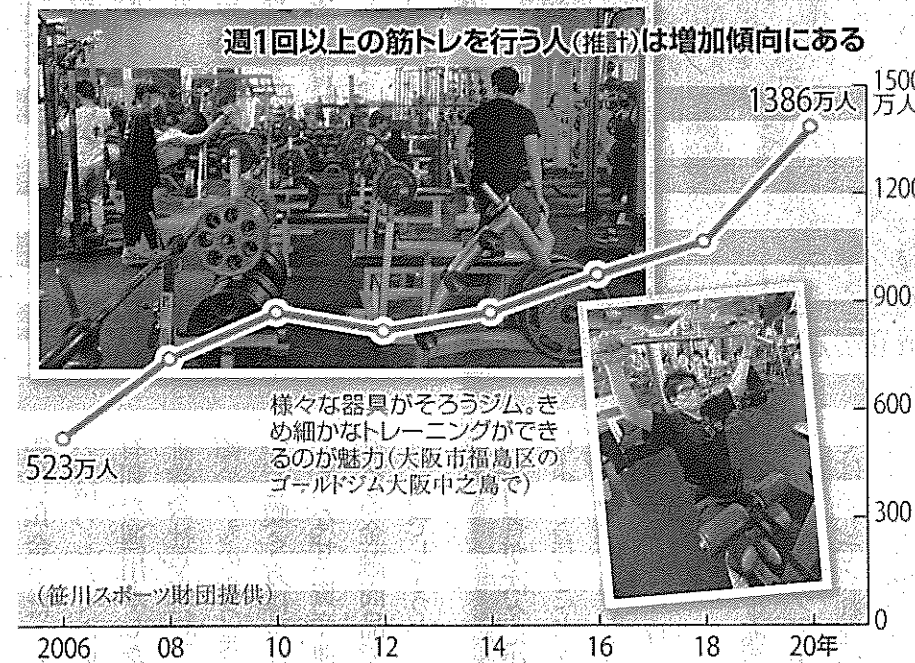 週1回以上の筋トレを行う人(推計)は増加傾向にある
1500
万人
1386万人
1200
900
600
300
0
523万人
様々な器具がそろうジム。き
め細かなトレーニングができ
るのが魅力(大阪市福島区の
ゴールドジム大阪中之島で)
(笹川スポーツ財団提供)
2006 08 10 12 14 16 18 20年